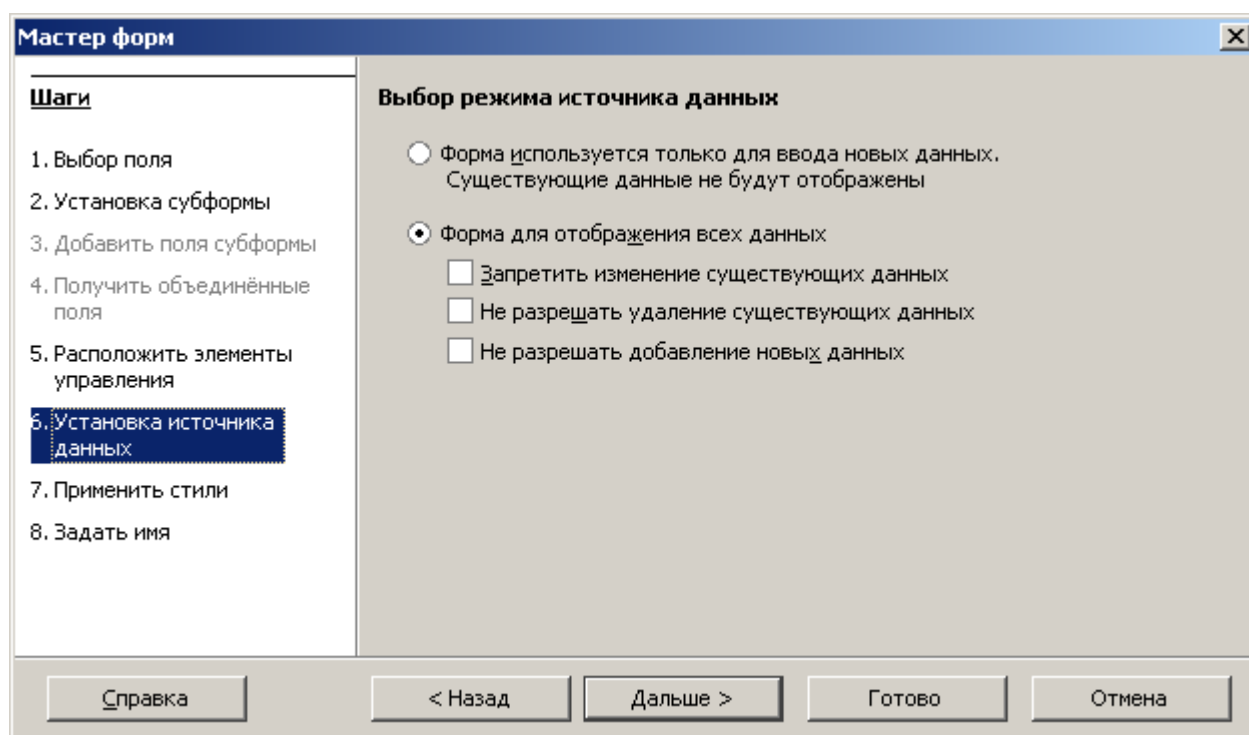 Мастер форм
Шаги
1. Выбор поля
2. Установка субформы
3. Добавить поля субформы
4. Получить объединённые
поля
5. Расположить элементы
управления
6. Установка источника
данных
7. Применить стили
8. Задать имя
Выбор режима источника данных
Форма используется только для ввода новых данных.
Существующие данные не будут отображены
Форма для отображения всех данных
Запретить изменение существующих данных
Не разрешать удаление существующих данных
Не разрешать добавление новых данных
Справка
< Назад
Дальше >
Готово
Отмена